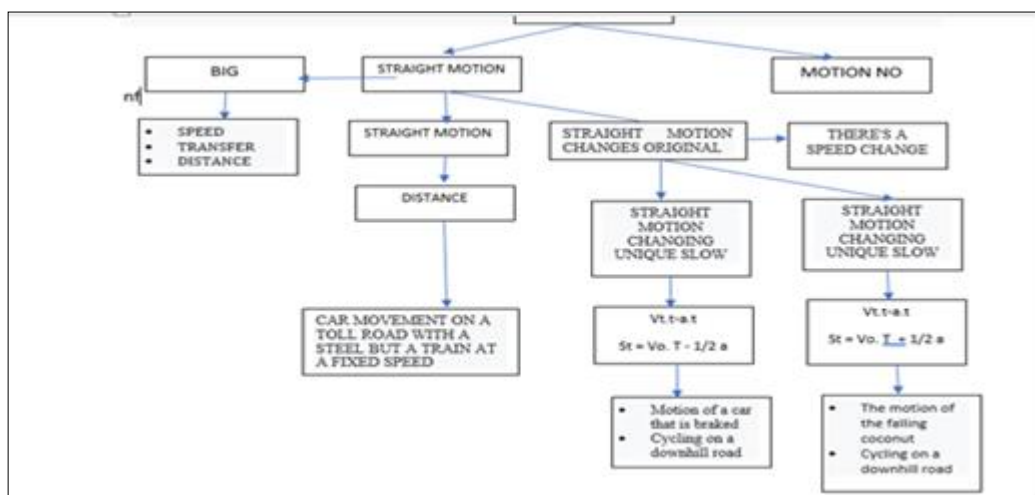 BIG
STRAIGHT MOTION
MOTION NO
nf
• SPEED
• TRANSFER
• DISTANCE
STRAIGHT MOTION
STRAIGHT MOTION
CHANGES ORIGINAL
THERE'S A
SPEED CHANGE
DISTANCE
STRAIGHT
MOTION
CHANGING
UNIQUE SLOW
STRAIGHT
MOTION
CHANGING
UNIQUE SLOW
CAR MOVEMENT ON A
TOLL ROAD WITH A
STEEL BUT A TRAIN AT
A FIXED SPEED
Vt.t-a.t
St = Vo. T - 1/2 a
Vt.t-a.t
St = Vo. T + 1/2 a
• Motion of a car
that is braked
• Cycling on a
downhill road
• The motion of
the falling
coconut
• Cycling on a
downhill road